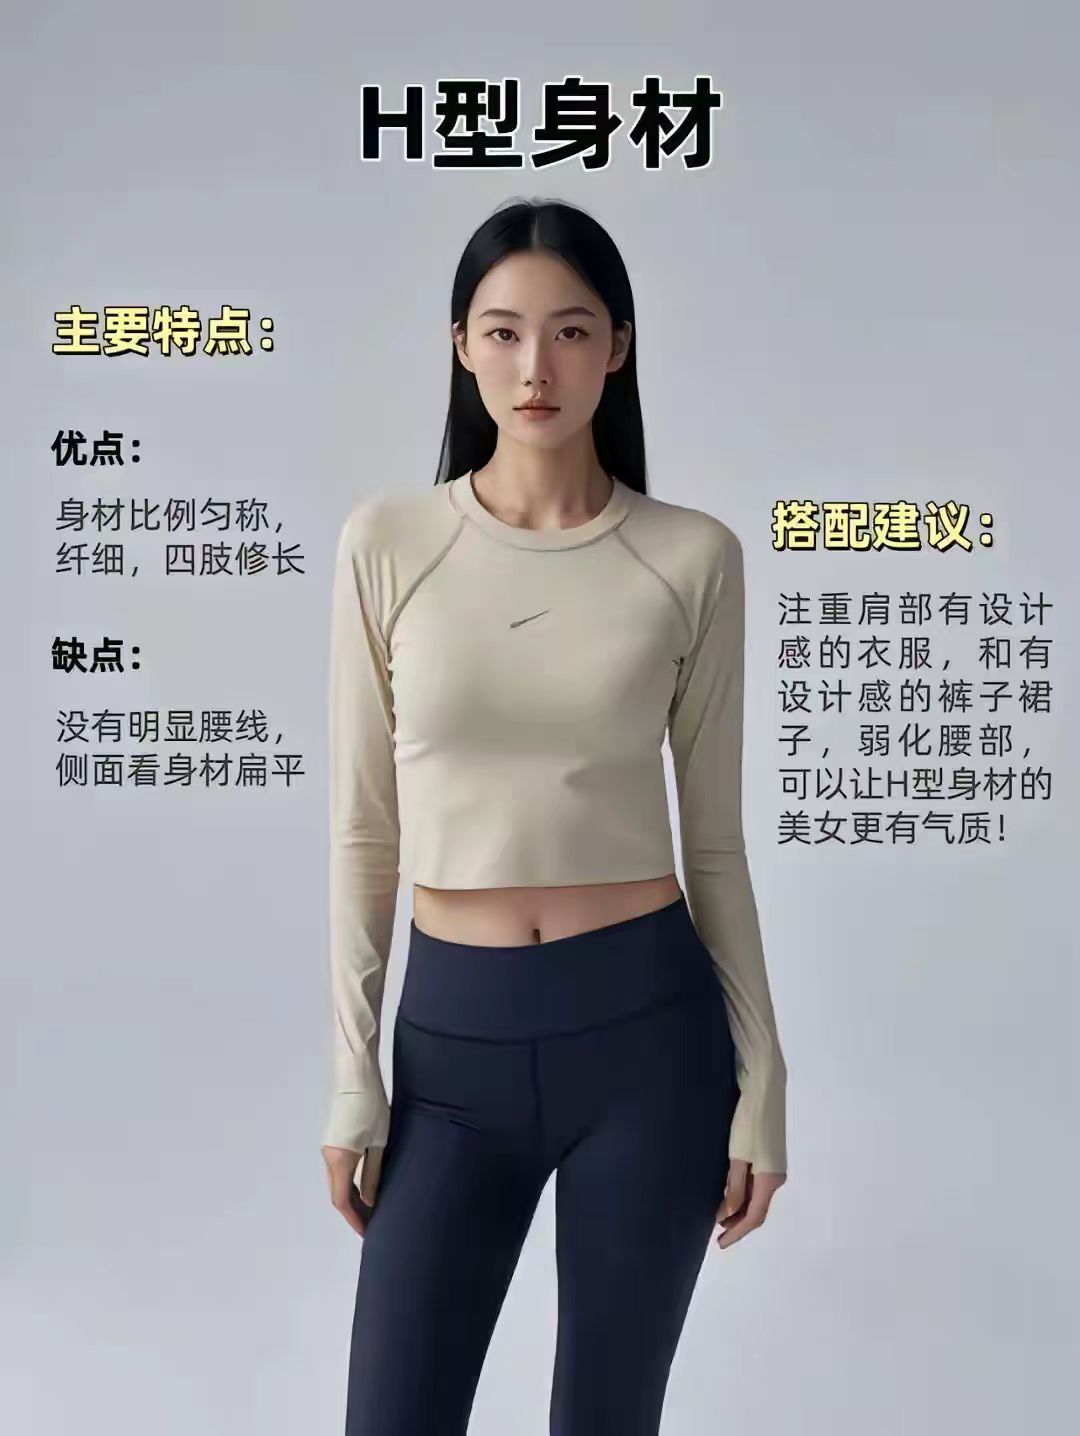 H型身材
主要特点：
优点：
身材比例匀称，
纤细，四肢修长
缺点：
没有明显腰线，
侧面看身材扁平
搭配建议：
注重肩部有设计
感的衣服，和有
设计感的裤子裙
子，弱化腰部，
可以让H型身材的
美女更有气质！